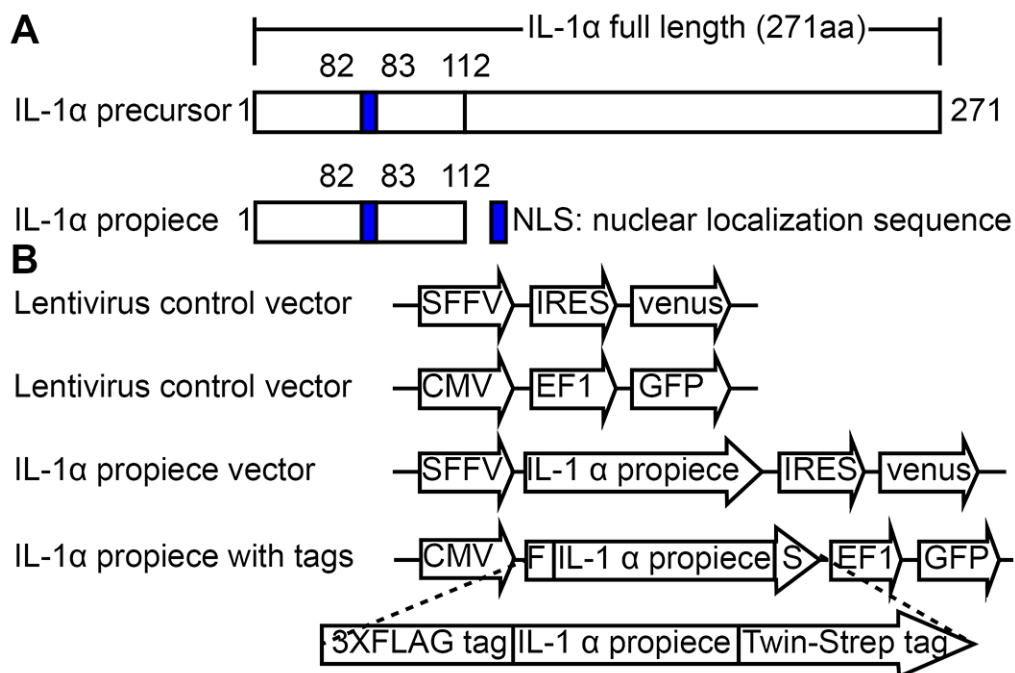 A
IL-1α full length (271aa)
82 83 112
IL-1α precursor 1 271
82 83 112
IL-1α propiece 1 NLS: nuclear localization sequence
B
Lentivirus control vector SFFV IRES venus
Lentivirus control vector CMV EF1 GFP
IL-1α propiece vector SFFV IL-1 α propiece IRES venus
IL-1α propiece with tags CMV F IL-1 α propiece S EF1 GFP
3XFLAG tag IL-1 α propiece Twin-Strep tag